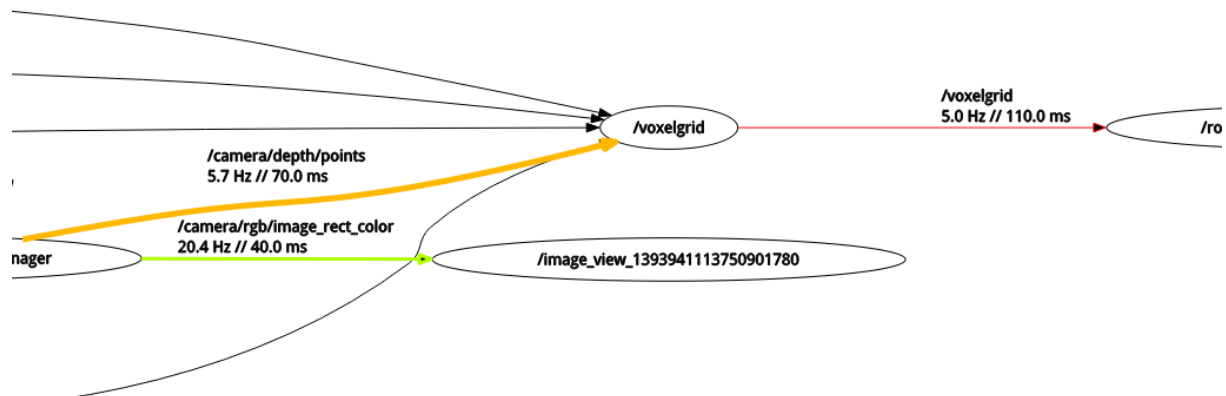 /voxelgrid
5.0 Hz // 110.0 ms
/voxelgrid
/camera/depth/points
5.7 Hz // 70.0 ms
/camera/rgb/image_rect_color
20.4 Hz // 40.0 ms
/image_view_1393941113750901780